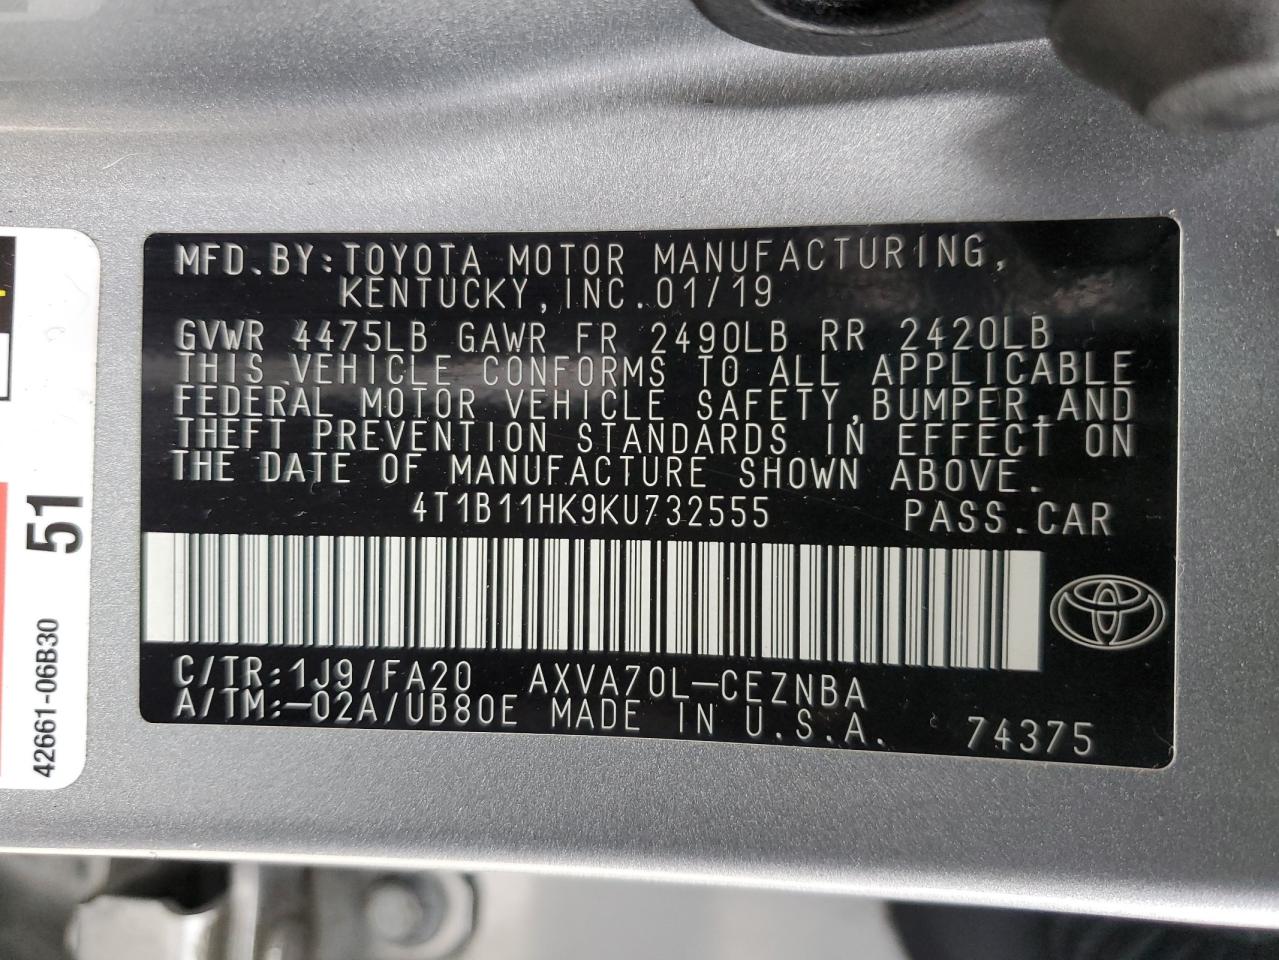 MFD.BY:TOYOTA MOTOR MANUFACTURING,
KENTUCKY,INC.01/19
GVWR 4475LB GAWR FR 2490LB RR 2420LB
THIS VEHICLE CONFORMS TO ALL APPLICABLE
FEDERAL MOTOR VEHICLE SAFETY,BUMPER,AND
THEFT PREVENTION STANDARDS IN EFFECT ON
THE DATE OF MANUFACTURE SHOWN ABOVE.
4T1B11HK9KU732555 PASS.CAR
C/TR:1J9/FA20 AXVA70L-CEZNBA
A/TM:-02A/UB80E MADE IN U.S.A. 74375
51
42661-06B30